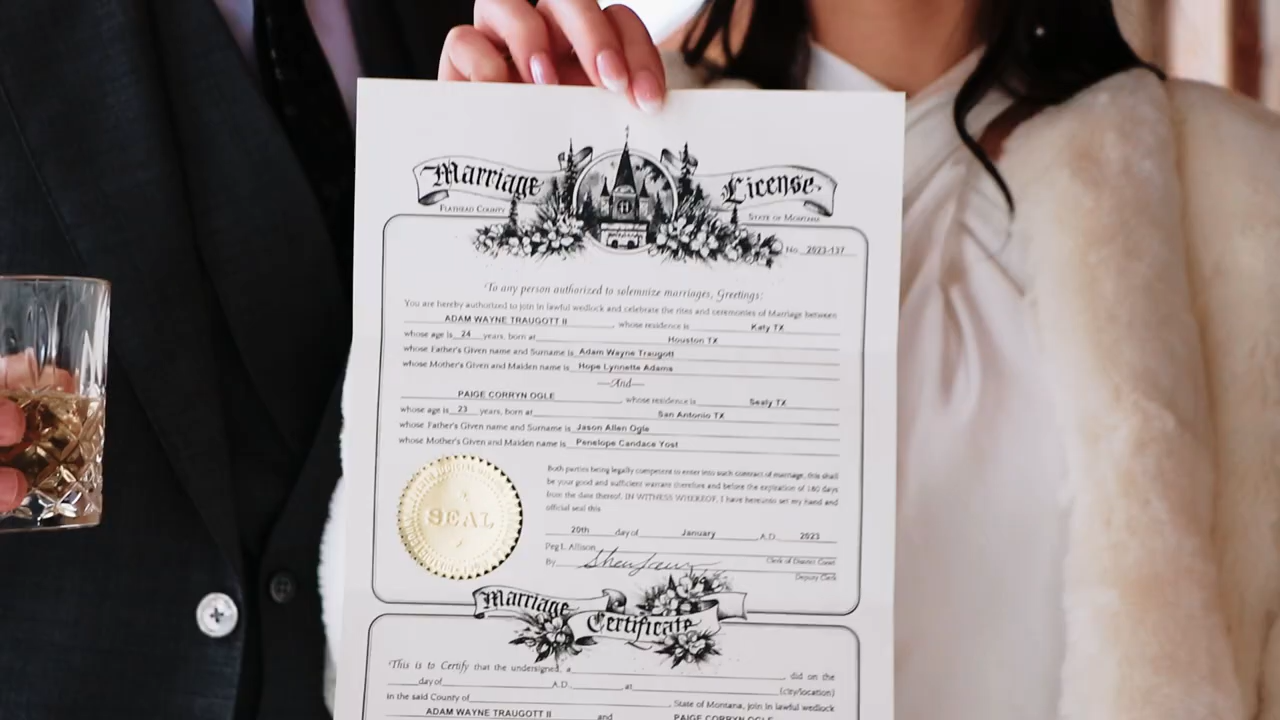 Marriage License
FLATHEAD COUNTY STATE OF MONTANA
No. 2023-137
To any person authorized to solemnize marriages, Greetings:
You are hereby authorized to join in lawful wedlock and celebrate the rites and ceremonies of Marriage between
ADAM WAYNE TRAUGOTT II, whose residence is Katy TX
whose age is 24 years, born at Houston TX
whose Father's Given name and Surname is Adam Wayne Traugott
whose Mother's Given and Maiden name is Hope Lynnette Adams
—And—
PAIGE CORRYN OGLE, whose residence is Sealy TX
whose age is 23 years, born at San Antonio TX
whose Father's Given name and Surname is Jason Allen Ogle
whose Mother's Given and Maiden name is Penelope Candace Yost
Both parties being legally competent to enter into such contract of marriage, this shall
be your good and sufficient warrant therefore and before the expiration of 180 days
from the date thereof. IN WITNESS WHEREOF, I have hereunto set my hand and
official seal this
SEAL
20th day of January A.D. 2023
Peg L. Allison Clerk of District Court
By Deputy Clerk
Marriage Certificate
This is to Certify that the undersigned, a did on the
day of A.D. at (city/location)
in the said County of , State of Montana, join in lawful wedlock
ADAM WAYNE TRAUGOTT II and PAIGE CORRYN OGLE